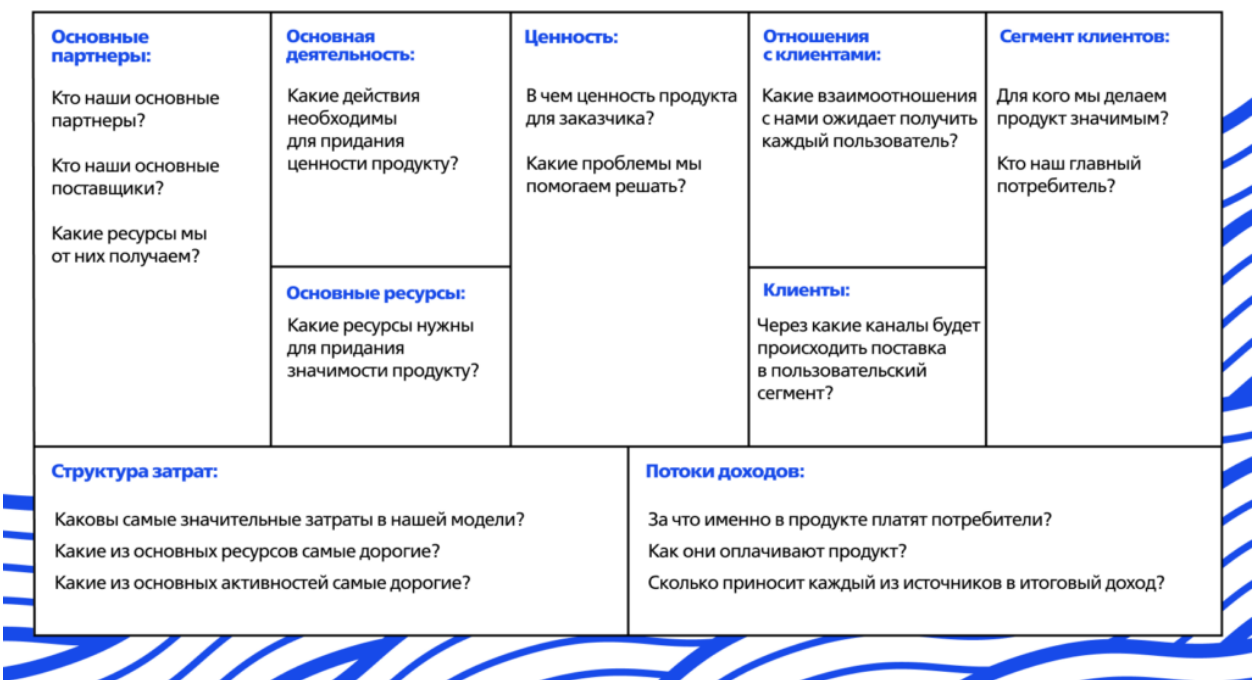 Основные
партнеры:
Кто наши основные
партнеры?
Кто наши основные
поставщики?
Какие ресурсы мы
от них получаем?
Основная
деятельность:
Какие действия
необходимы
для придания
ценности продукту?
Основные ресурсы:
Какие ресурсы нужны
для придания
значимости продукту?
Ценность:
В чем ценность продукта
для заказчика?
Какие проблемы мы
помогаем решать?
Отношения
с клиентами:
Какие взаимоотношения
с нами ожидает получить
каждый пользователь?
Клиенты:
Через какие каналы будет
происходить поставка
в пользовательский
сегмент?
Сегмент клиентов:
Для кого мы делаем
продукт значимым?
Кто наш главный
потребитель?
Структура затрат:
Каковы самые значительные затраты в нашей модели?
Какие из основных ресурсов самые дорогие?
Какие из основных активностей самые дорогие?
Потоки доходов:
За что именно в продукте платят потребители?
Как они оплачивают продукт?
Сколько приносит каждый из источников в итоговый доход?